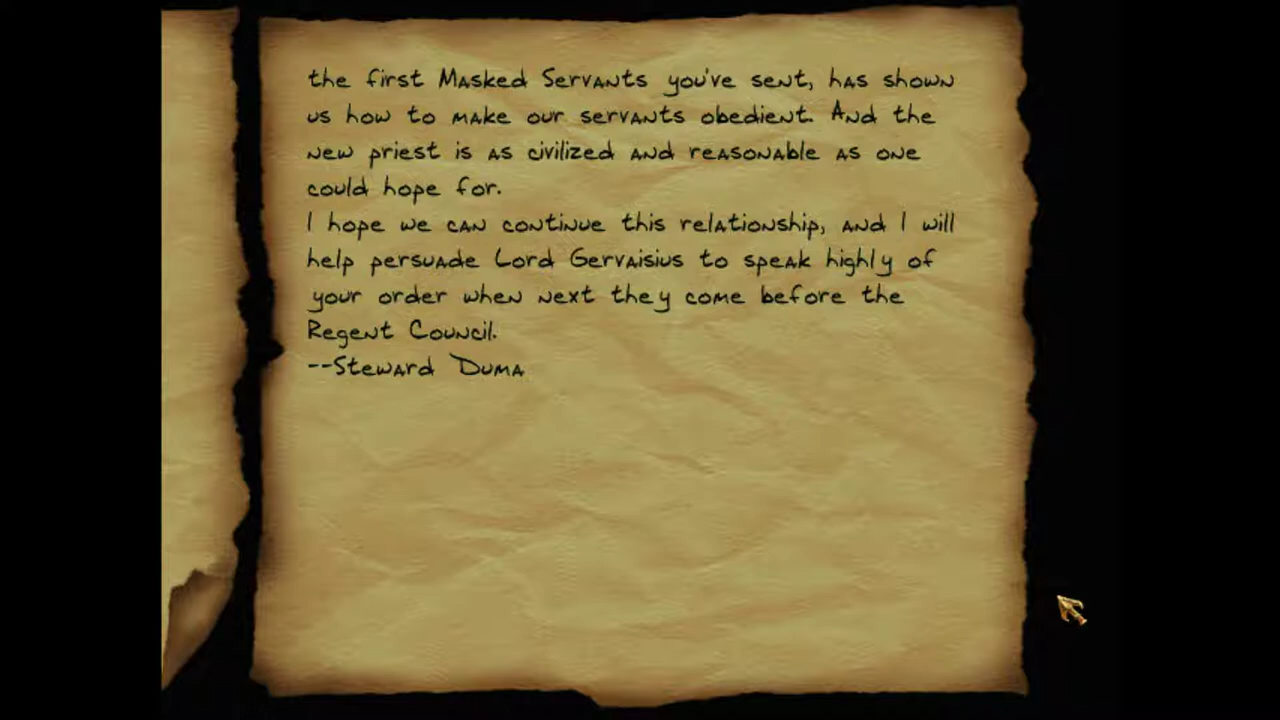 the first Masked Servants you've sent, has shown
us how to make our servants obedient. And the
new priest is as civilized and reasonable as one
could hope for.
I hope we can continue this relationship, and I will
help persuade Lord Gervaisius to speak highly of
your order when next they come before the
Regent Council.
--Steward Duma